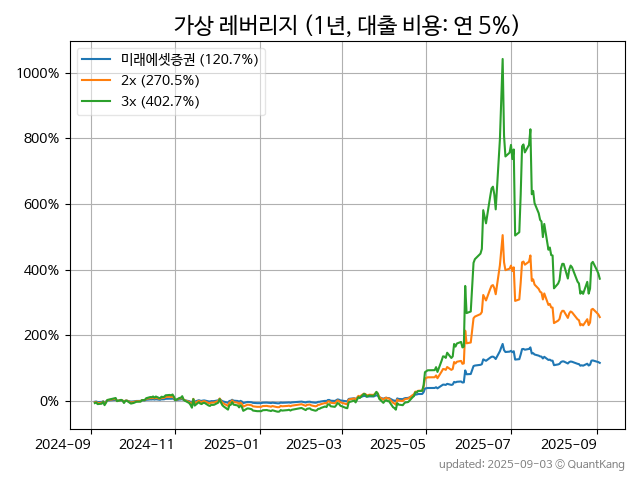 가상 레버리지 (1년, 대출 비용: 연 5%)
미래에셋증권 (120.7%)
2x (270.5%)
3x (402.7%)
1000%
800%
600%
400%
200%
0%
2024-09 2024-11 2025-01 2025-03 2025-05 2025-07 2025-09
updated: 2025-09-03 © QuantKang